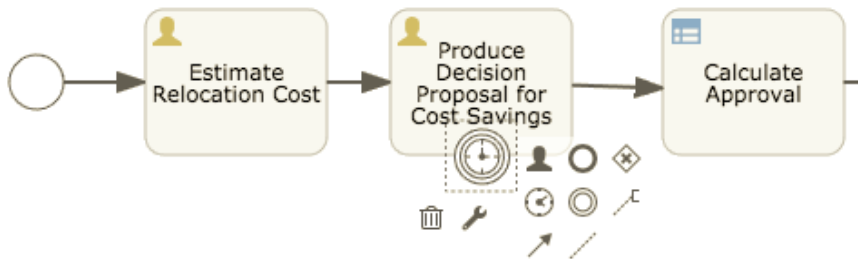 Estimate
Relocation Cost
Produce
Decision
Proposal for
Cost Savings
Calculate
Approval